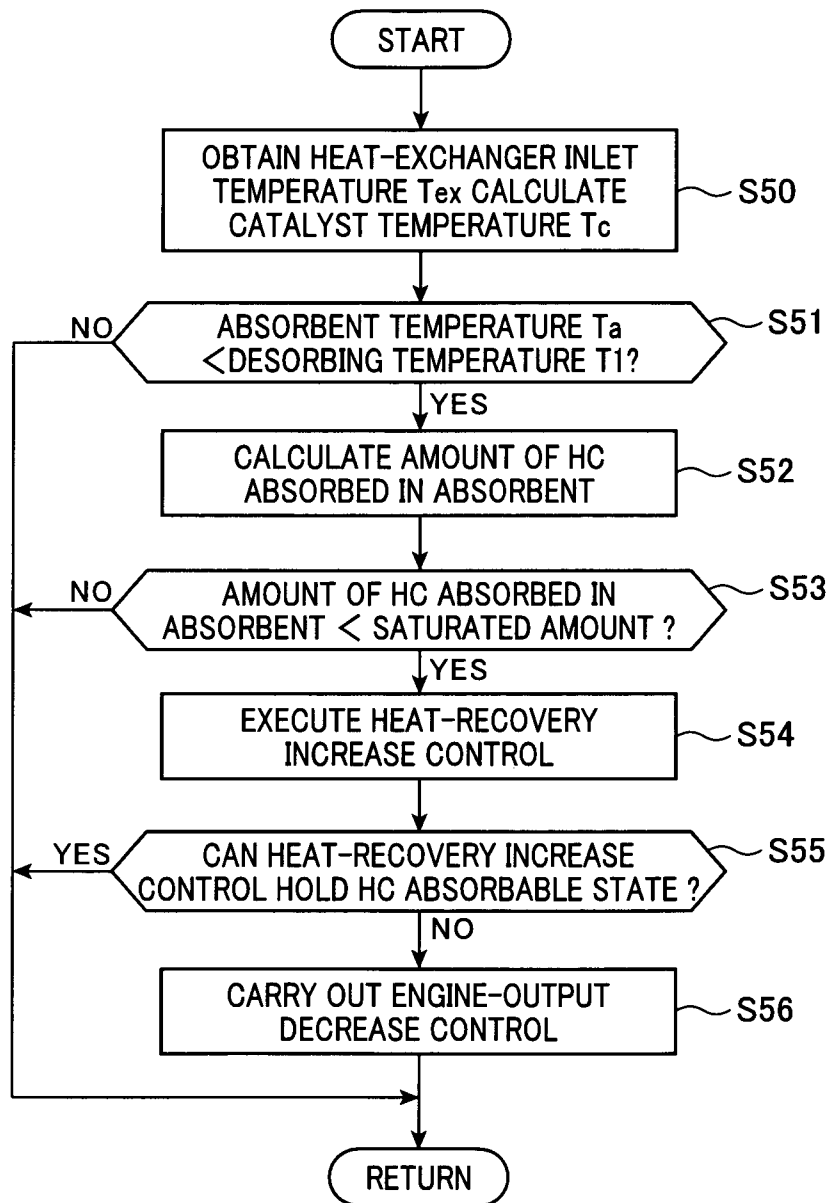 START
OBTAIN HEAT-EXCHANGER INLET
TEMPERATURE Tex CALCULATE
CATALYST TEMPERATURE Tc
S50
NO
ABSORBENT TEMPERATURE Ta
<DESORBING TEMPERATURE T1?
S51
YES
CALCULATE AMOUNT OF HC
ABSORBED IN ABSORBENT
S52
NO
AMOUNT OF HC ABSORBED IN
ABSORBENT < SATURATED AMOUNT ?
S53
YES
EXECUTE HEAT-RECOVERY
INCREASE CONTROL
S54
YES
CAN HEAT-RECOVERY INCREASE
CONTROL HOLD HC ABSORBABLE STATE ?
S55
NO
CARRY OUT ENGINE-OUTPUT
DECREASE CONTROL
S56
RETURN